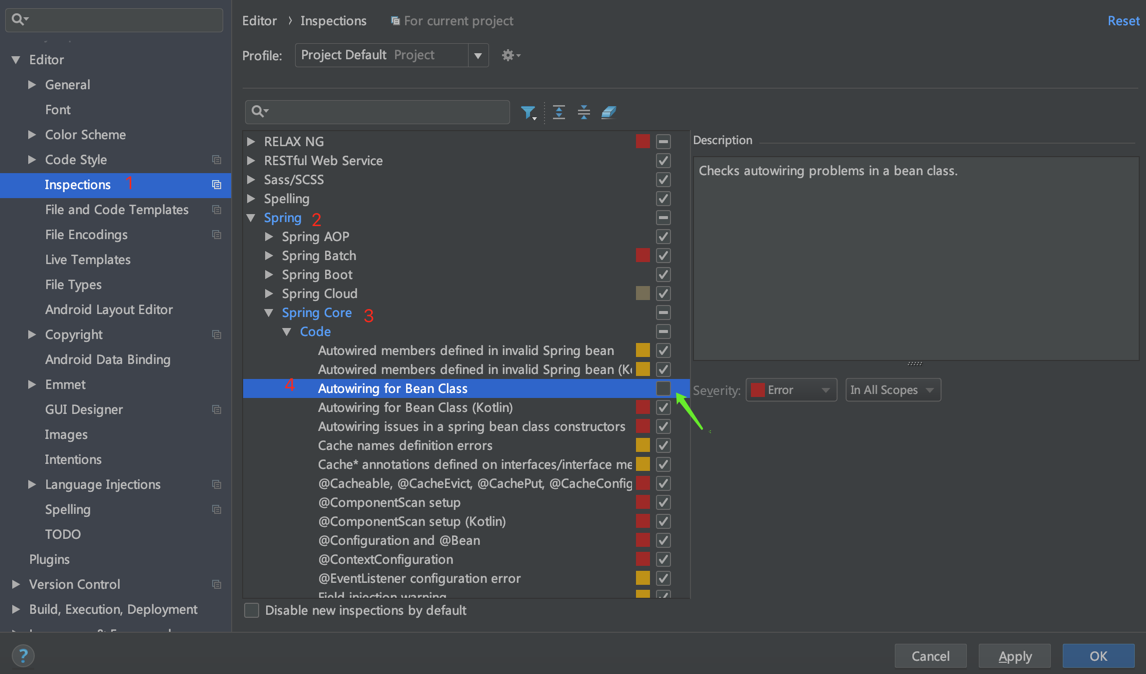 Editor
General
Font
Color Scheme
Code Style
Inspections 1
File and Code Templates
File Encodings
Live Templates
File Types
Android Layout Editor
Copyright
Android Data Binding
Emmet
GUI Designer
Images
Intentions
Language Injections
Spelling
TODO
Plugins
Version Control
Build, Execution, Deployment
Editor › Inspections For current project
Reset
Profile: Project Default Project
RELAX NG
RESTful Web Service
Sass/SCSS
Spelling
Spring 2
Spring AOP
Spring Batch
Spring Boot
Spring Cloud
Spring Core 3
Code
Autowired members defined in invalid Spring bean
Autowired members defined in invalid Spring bean (K
4 Autowiring for Bean Class
Autowiring for Bean Class (Kotlin)
Autowiring issues in a spring bean class constructors
Cache names definition errors
Cache* annotations defined on interfaces/interface me
@Cacheable, @CacheEvict, @CachePut, @CacheConfig
@ComponentScan setup
@ComponentScan setup (Kotlin)
@Configuration and @Bean
@ContextConfiguration
@EventListener configuration error
Field injection warning
Disable new inspections by default
Description
Checks autowiring problems in a bean class.
Severity: Error In All Scopes
? Cancel Apply OK